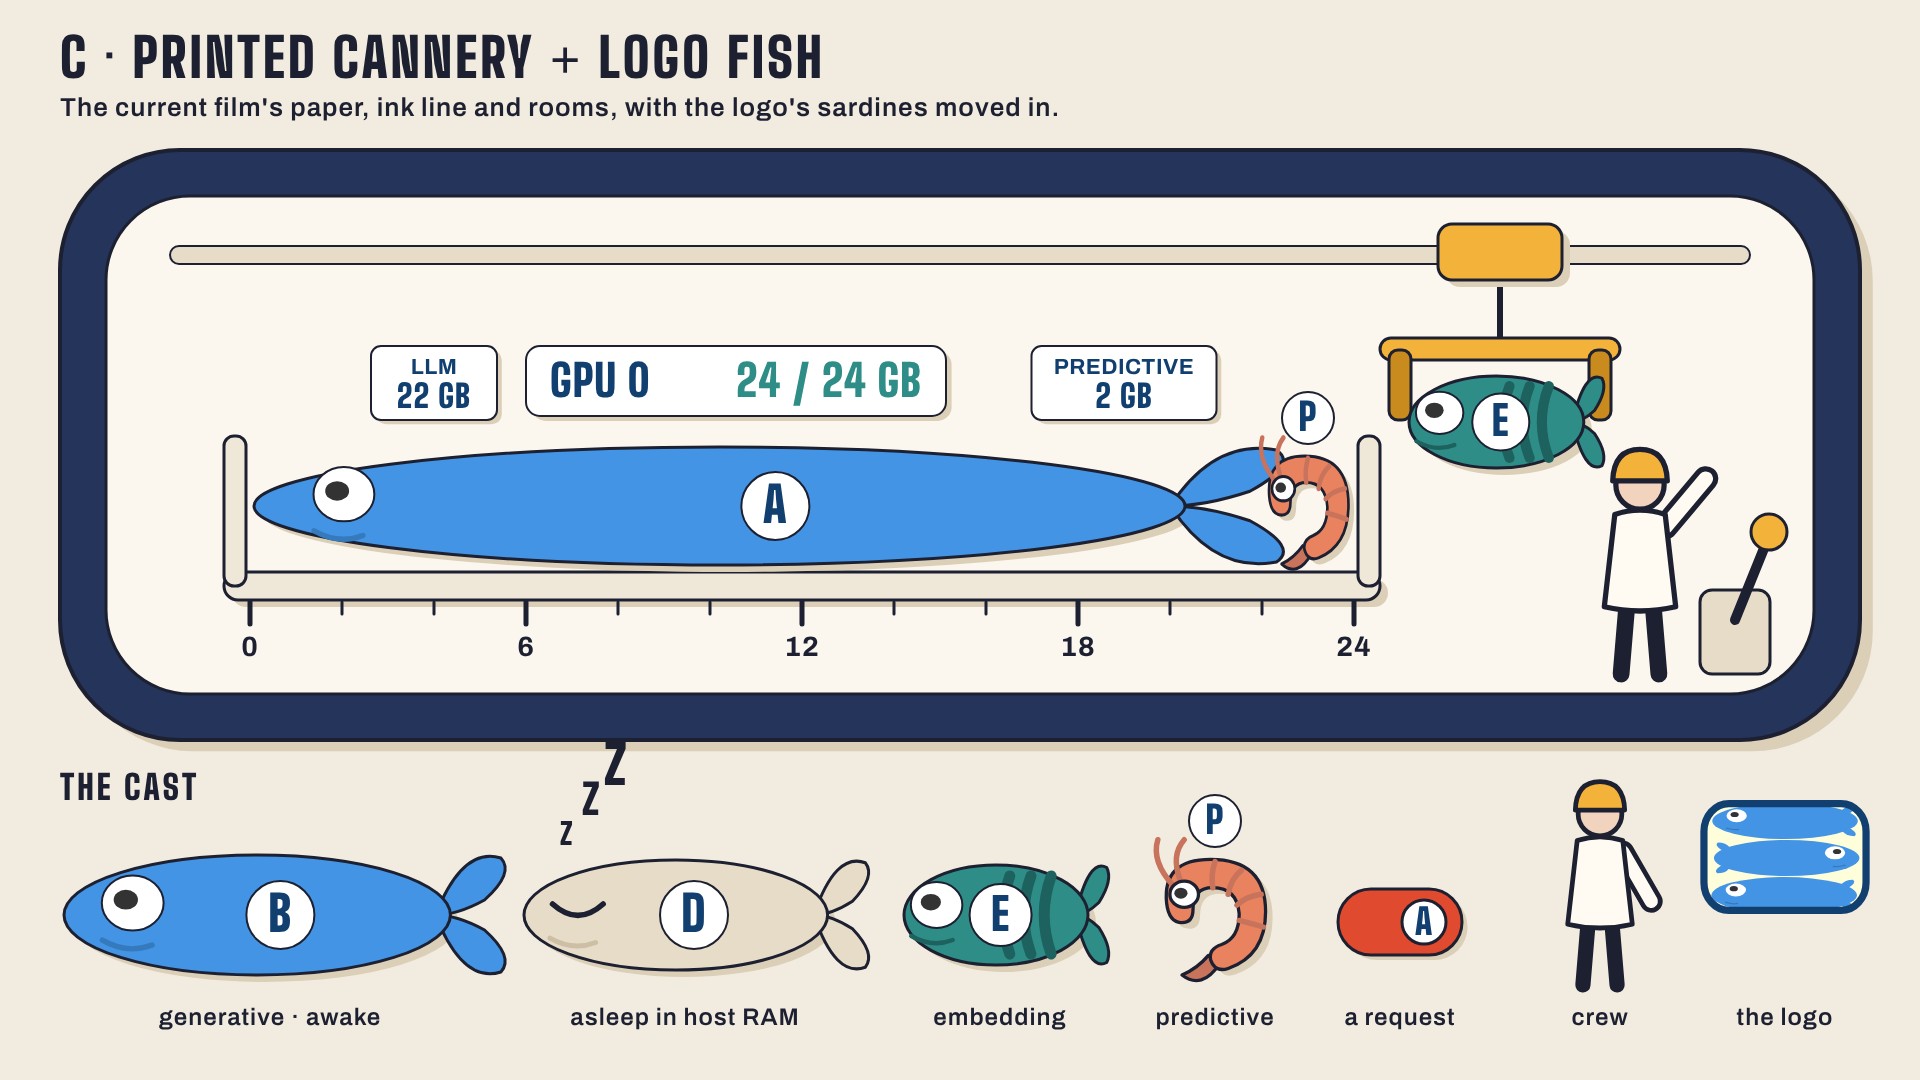 C · PRINTED CANNERY + LOGO FISH
The current film's paper, ink line and rooms, with the logo's sardines moved in.
LLM
22 GB
GPU 0 24 / 24 GB
PREDICTIVE
2 GB
P
E
A
0 6 12 18 24
THE CAST
Z
Z
Z
B
D
E
P
A
generative · awake
asleep in host RAM
embedding
predictive
a request
crew
the logo